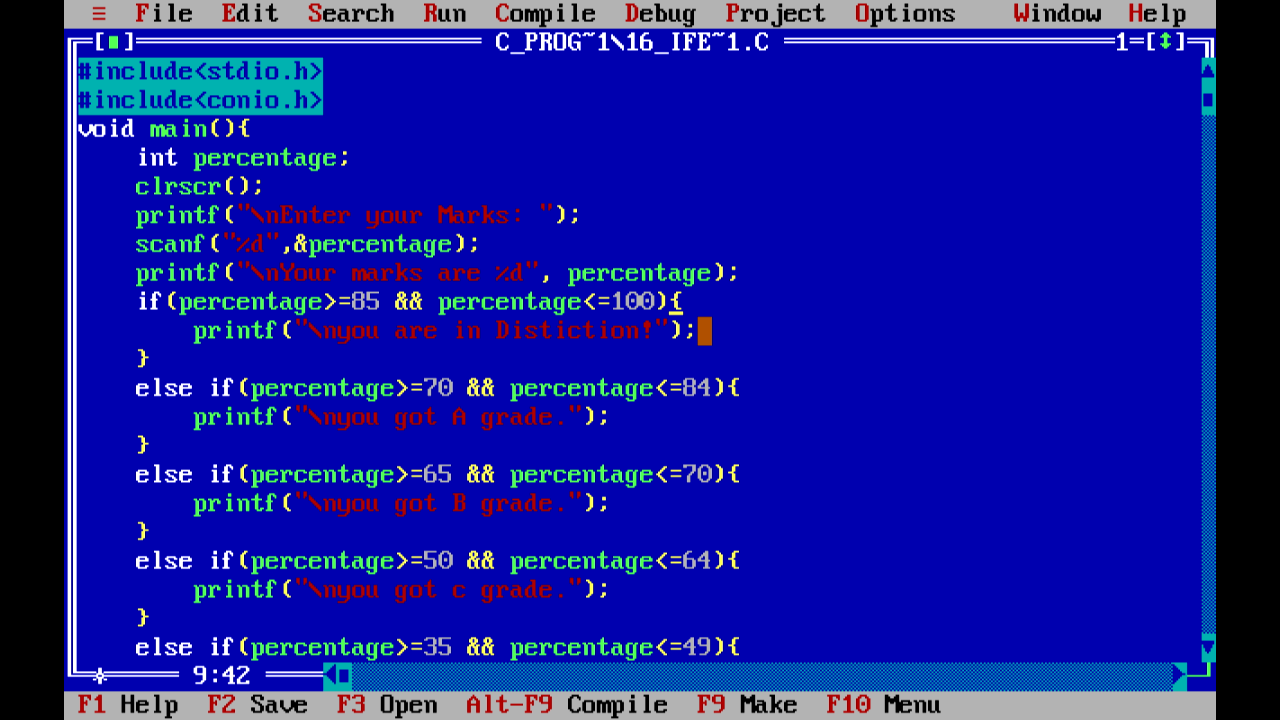 ≡ File Edit Search Run Compile Debug Project Options Window Help
[■] C_PROG~1\16_IFE~1.C 1=[↕]
#include<stdio.h>
#include<conio.h>
void main(){
    int percentage;
    clrscr();
    printf("\nEnter your Marks: ");
    scanf("%d",&percentage);
    printf("\nYour marks are %d", percentage);
    if(percentage>=85 && percentage<=100){
        printf("\nyou are in Distiction!");
    }
    else if(percentage>=70 && percentage<=84){
        printf("\nyou got A grade.");
    }
    else if(percentage>=65 && percentage<=70){
        printf("\nyou got B grade.");
    }
    else if(percentage>=50 && percentage<=64){
        printf("\nyou got c grade.");
    }
    else if(percentage>=35 && percentage<=49){
9:42
F1 Help F2 Save F3 Open Alt-F9 Compile F9 Make F10 Menu